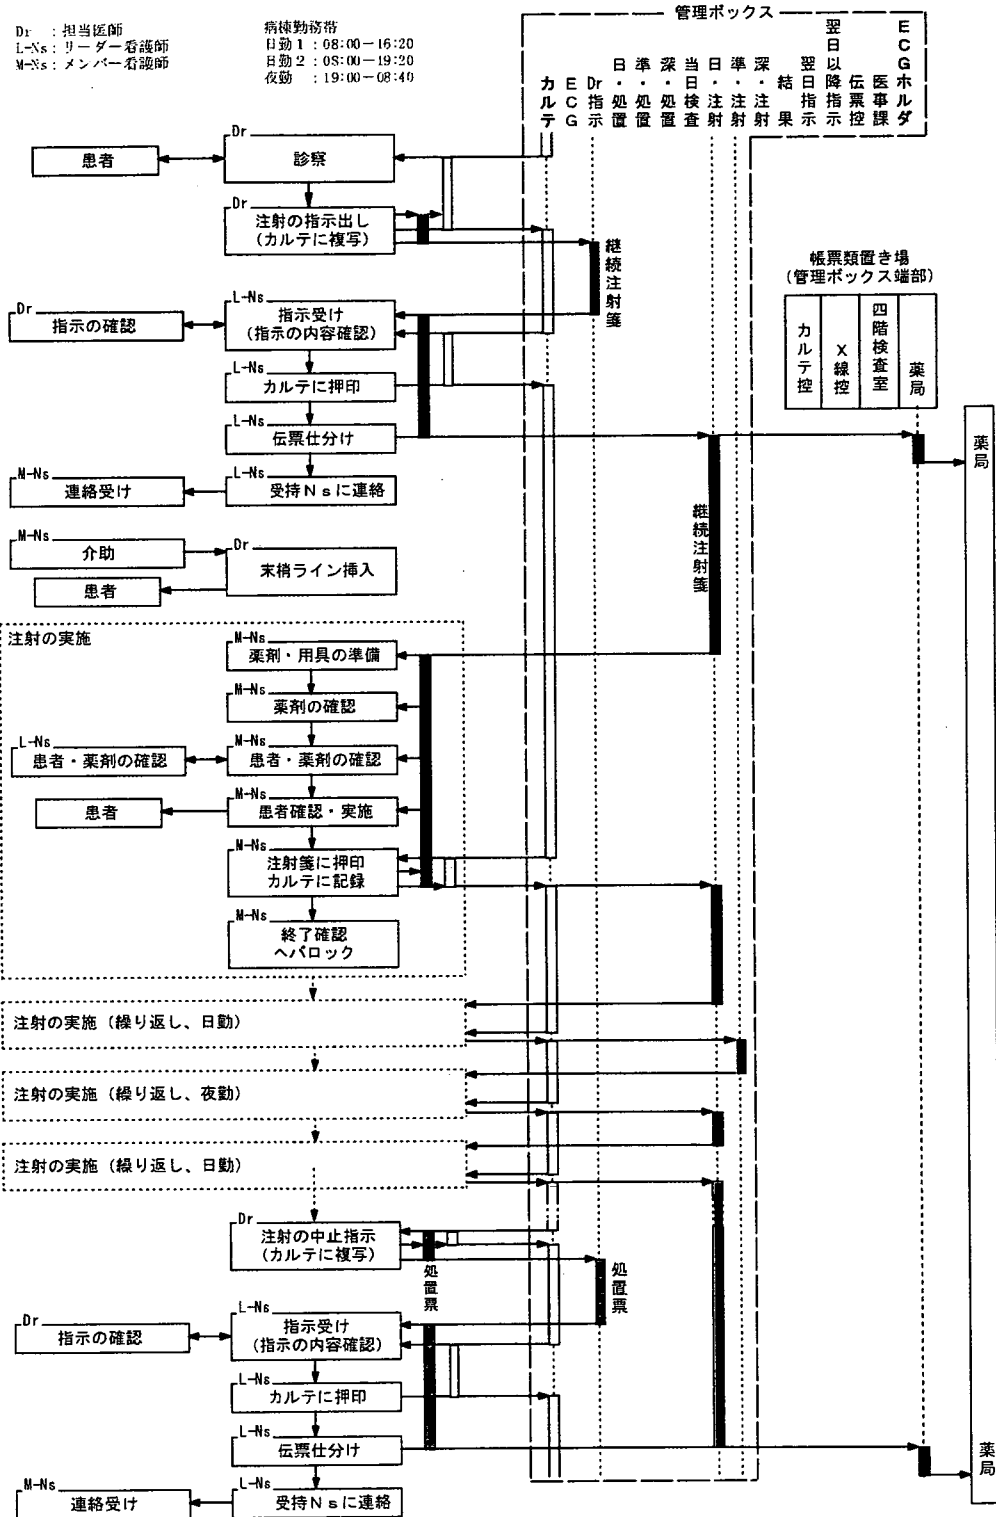 Dr ：担当医師
L-Ns：リーダー看護師
M-Ns：メンバー看護師
病棟勤務帯
日勤１：08:00－16:20
日勤２：08:00－19:20
夜勤 ：19:00－08:40
管理ボックス
カルテ
ECG
Dr指示
日・処置
準・処置
深・処置
当日検査
日・注射
準・注射
深・注射
結果
翌日指示
翌日以降指示
伝票控
医事課
ECGホルダ
患者
Dr
診察
Dr
注射の指示出し
（カルテに複写）
継続注射箋
帳票類置き場
（管理ボックス端部）
カルテ控
X線控
四階検査室
薬局
Dr
指示の確認
L-Ns
指示受け
（指示の内容確認）
L-Ns
カルテに押印
L-Ns
伝票仕分け
薬局
M-Ns
連絡受け
L-Ns
受持Ｎｓに連絡
継続注射箋
M-Ns
介助
Dr
末梢ライン挿入
患者
注射の実施
M-Ns
薬剤・用具の準備
M-Ns
薬剤の確認
L-Ns
患者・薬剤の確認
M-Ns
患者・薬剤の確認
患者
M-Ns
患者確認・実施
M-Ns
注射箋に押印
カルテに記録
M-Ns
終了確認
ヘパロック
注射の実施（繰り返し、日勤）
注射の実施（繰り返し、夜勤）
注射の実施（繰り返し、日勤）
Dr
注射の中止指示
（カルテに複写）
処置票
処置票
Dr
指示の確認
L-Ns
指示受け
（指示の内容確認）
L-Ns
カルテに押印
L-Ns
伝票仕分け
薬局
M-Ns
連絡受け
L-Ns
受持Ｎｓに連絡